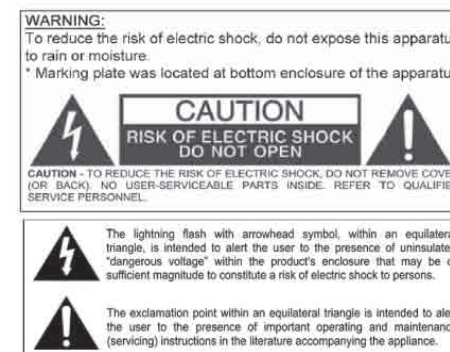 WARNING:
To reduce the risk of electric shock, do not expose this apparatu
to rain or moisture.
* Marking plate was located at bottom enclosure of the apparatu
CAUTION
RISK OF ELECTRIC SHOCK
DO NOT OPEN
CAUTION - TO REDUCE THE RISK OF ELECTRIC SHOCK, DO NOT REMOVE COVE
(OR BACK). NO USER-SERVICEABLE PARTS INSIDE. REFER TO QUALIFIE
SERVICE PERSONNEL.
The lightning flash with arrowhead symbol, within an equilatera
triangle, is intended to alert the user to the presence of uninsulate
"dangerous voltage" within the product's enclosure that may be o
sufficient magnitude to constitute a risk of electric shock to persons.
The exclamation point within an equilateral triangle is intended to ale
the user to the presence of important operating and maintenanc
(servicing) instructions in the literature accompanying the appliance.